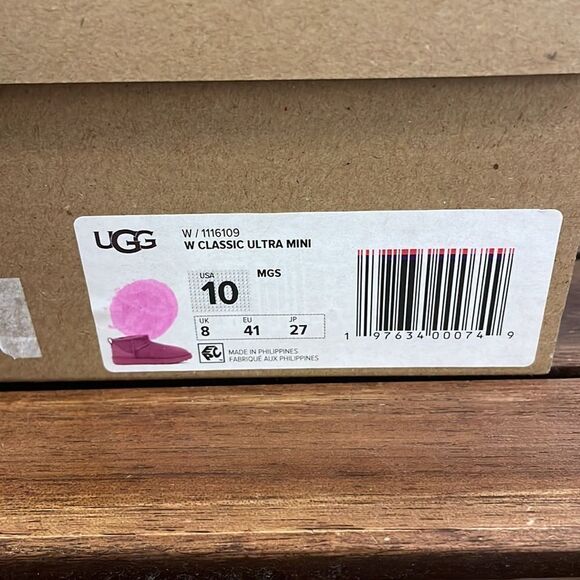 UGG
W / 1116109
W CLASSIC ULTRA MINI
USA
10
MGS
UK EU JP
8 41 27
MADE IN PHILIPPINES
FABRIQUÉ AUX PHILIPPINES
1 97634 00074 9